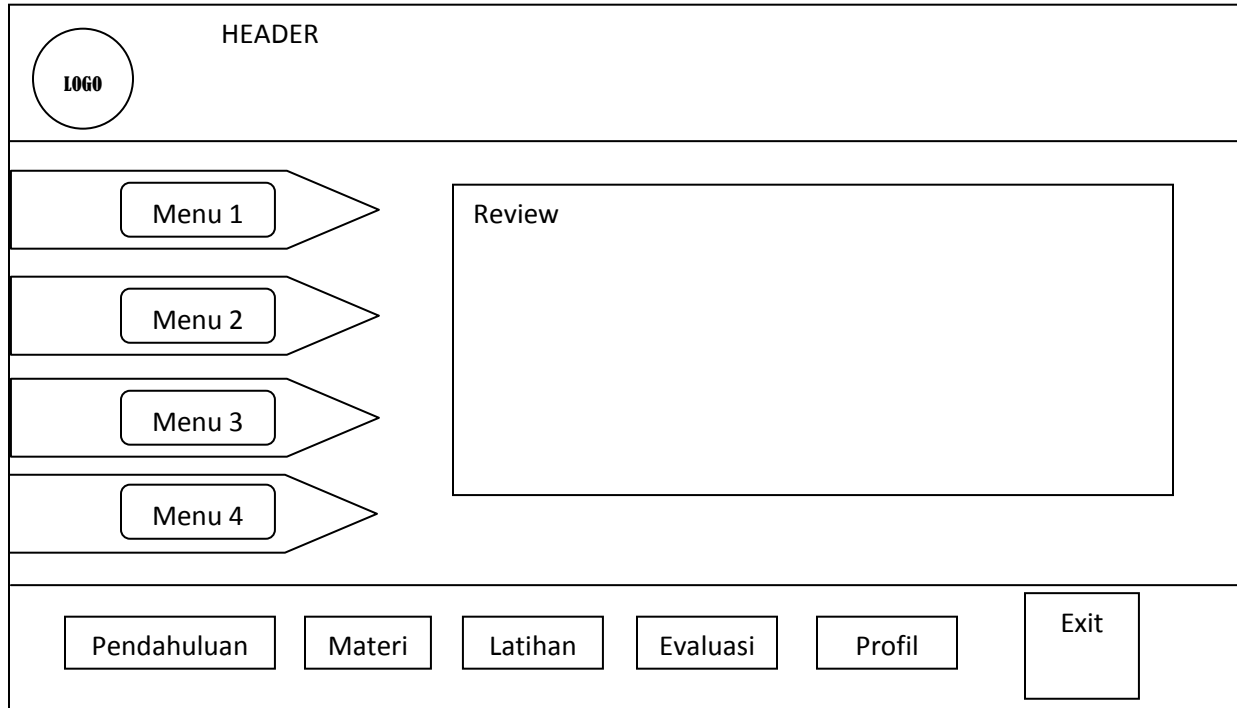 HEADER
LOGO
Menu 1
Review
Menu 2
Menu 3
Menu 4
Pendahuluan
Materi
Latihan
Evaluasi
Profil
Exit